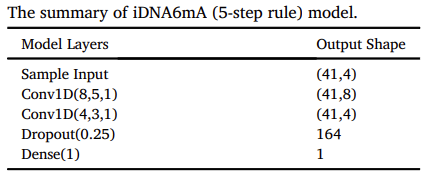 The summary of iDNA6mA (5-step rule) model.
Model Layers Output Shape
Sample Input (41,4)
Conv1D(8,5,1) (41,8)
Conv1D(4,3,1) (41,4)
Dropout(0.25) 164
Dense(1) 1